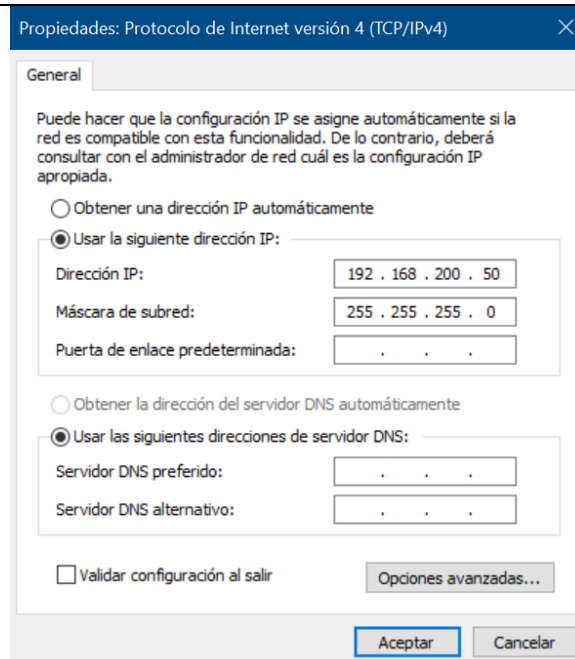 Propiedades: Protocolo de Internet versión 4 (TCP/IPv4)
General
Puede hacer que la configuración IP se asigne automáticamente si la
red es compatible con esta funcionalidad. De lo contrario, deberá
consultar con el administrador de red cuál es la configuración IP
apropiada.
Obtener una dirección IP automáticamente
Usar la siguiente dirección IP:
Dirección IP: 192 . 168 . 200 . 50
Máscara de subred: 255 . 255 . 255 . 0
Puerta de enlace predeterminada: . . .
Obtener la dirección del servidor DNS automáticamente
Usar las siguientes direcciones de servidor DNS:
Servidor DNS preferido: . . .
Servidor DNS alternativo: . . .
Validar configuración al salir Opciones avanzadas...
Aceptar Cancelar